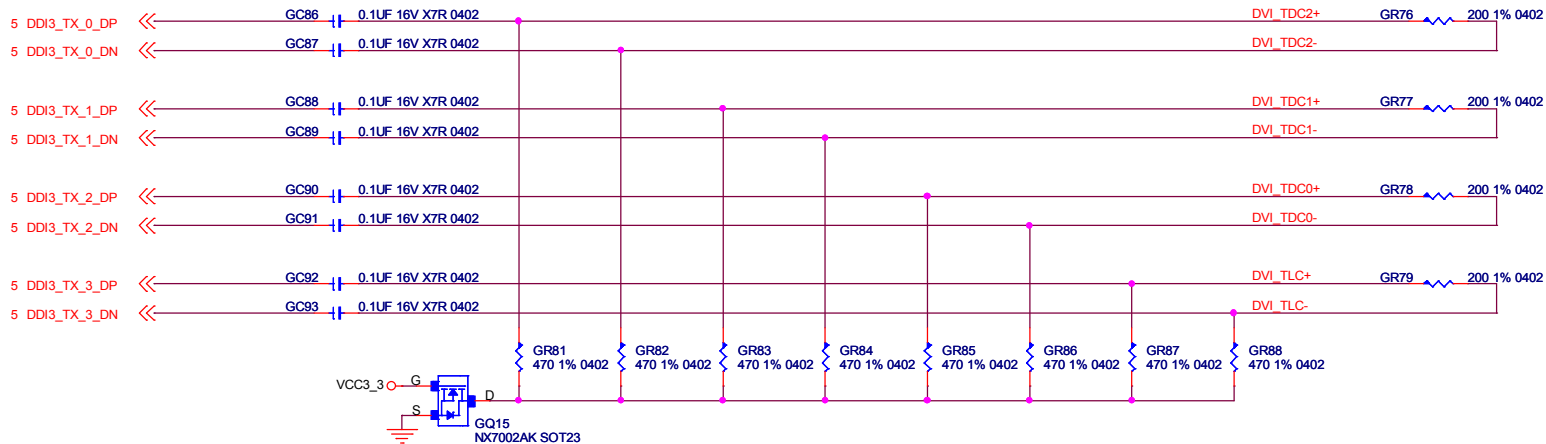 5 DDI3_TX_0_DP GC86 0.1UF 16V X7R 0402 DVI_TDC2+ GR76 200 1% 0402
5 DDI3_TX_0_DN GC87 0.1UF 16V X7R 0402 DVI_TDC2-
5 DDI3_TX_1_DP GC88 0.1UF 16V X7R 0402 DVI_TDC1+ GR77 200 1% 0402
5 DDI3_TX_1_DN GC89 0.1UF 16V X7R 0402 DVI_TDC1-
5 DDI3_TX_2_DP GC90 0.1UF 16V X7R 0402 DVI_TDC0+ GR78 200 1% 0402
5 DDI3_TX_2_DN GC91 0.1UF 16V X7R 0402 DVI_TDC0-
5 DDI3_TX_3_DP GC92 0.1UF 16V X7R 0402 DVI_TLC+ GR79 200 1% 0402
5 DDI3_TX_3_DN GC93 0.1UF 16V X7R 0402 DVI_TLC-
GR81 GR82 GR83 GR84 GR85 GR86 GR87 GR88
470 1% 0402 470 1% 0402 470 1% 0402 470 1% 0402 470 1% 0402 470 1% 0402 470 1% 0402 470 1% 0402
VCC3_3 G
D
S
GQ15
NX7002AK SOT23